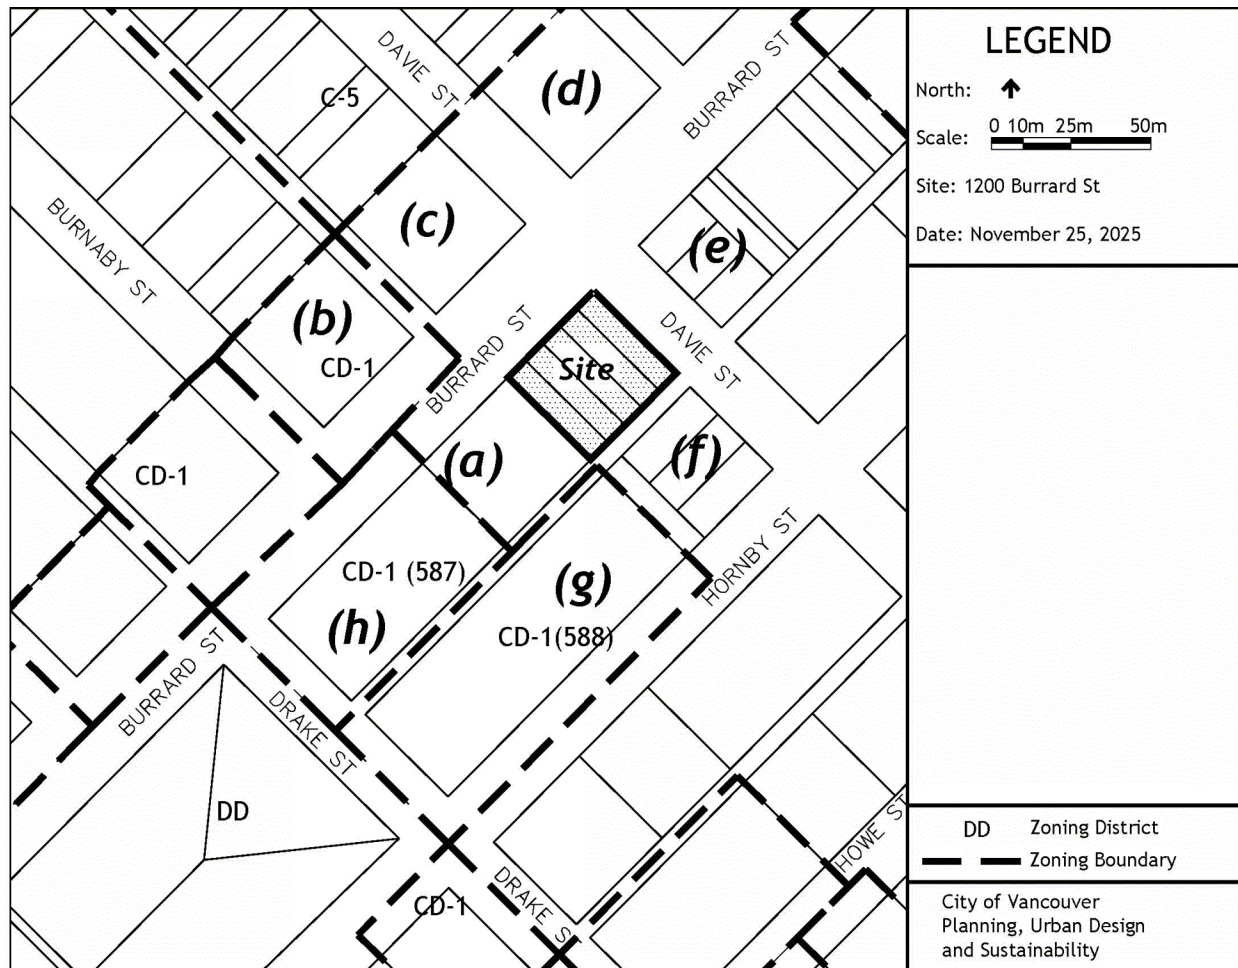 DAVIE ST
C-5
(d)
BURRARD ST
(c)
(e)
BURNABY ST
(b)
CD-1
BURRARD ST
DAVIE ST
Site
CD-1
(a)
(f)
HORNBY ST
CD-1 (587)
(g)
(h)
CD-1(588)
BURRARD ST
DRAKE ST
DD
HOWE ST
CD-1
DRAKE ST
LEGEND
North:
Scale: 0 10m 25m 50m
Site: 1200 Burrard St
Date: November 25, 2025
DD Zoning District
Zoning Boundary
City of Vancouver
Planning, Urban Design
and Sustainability